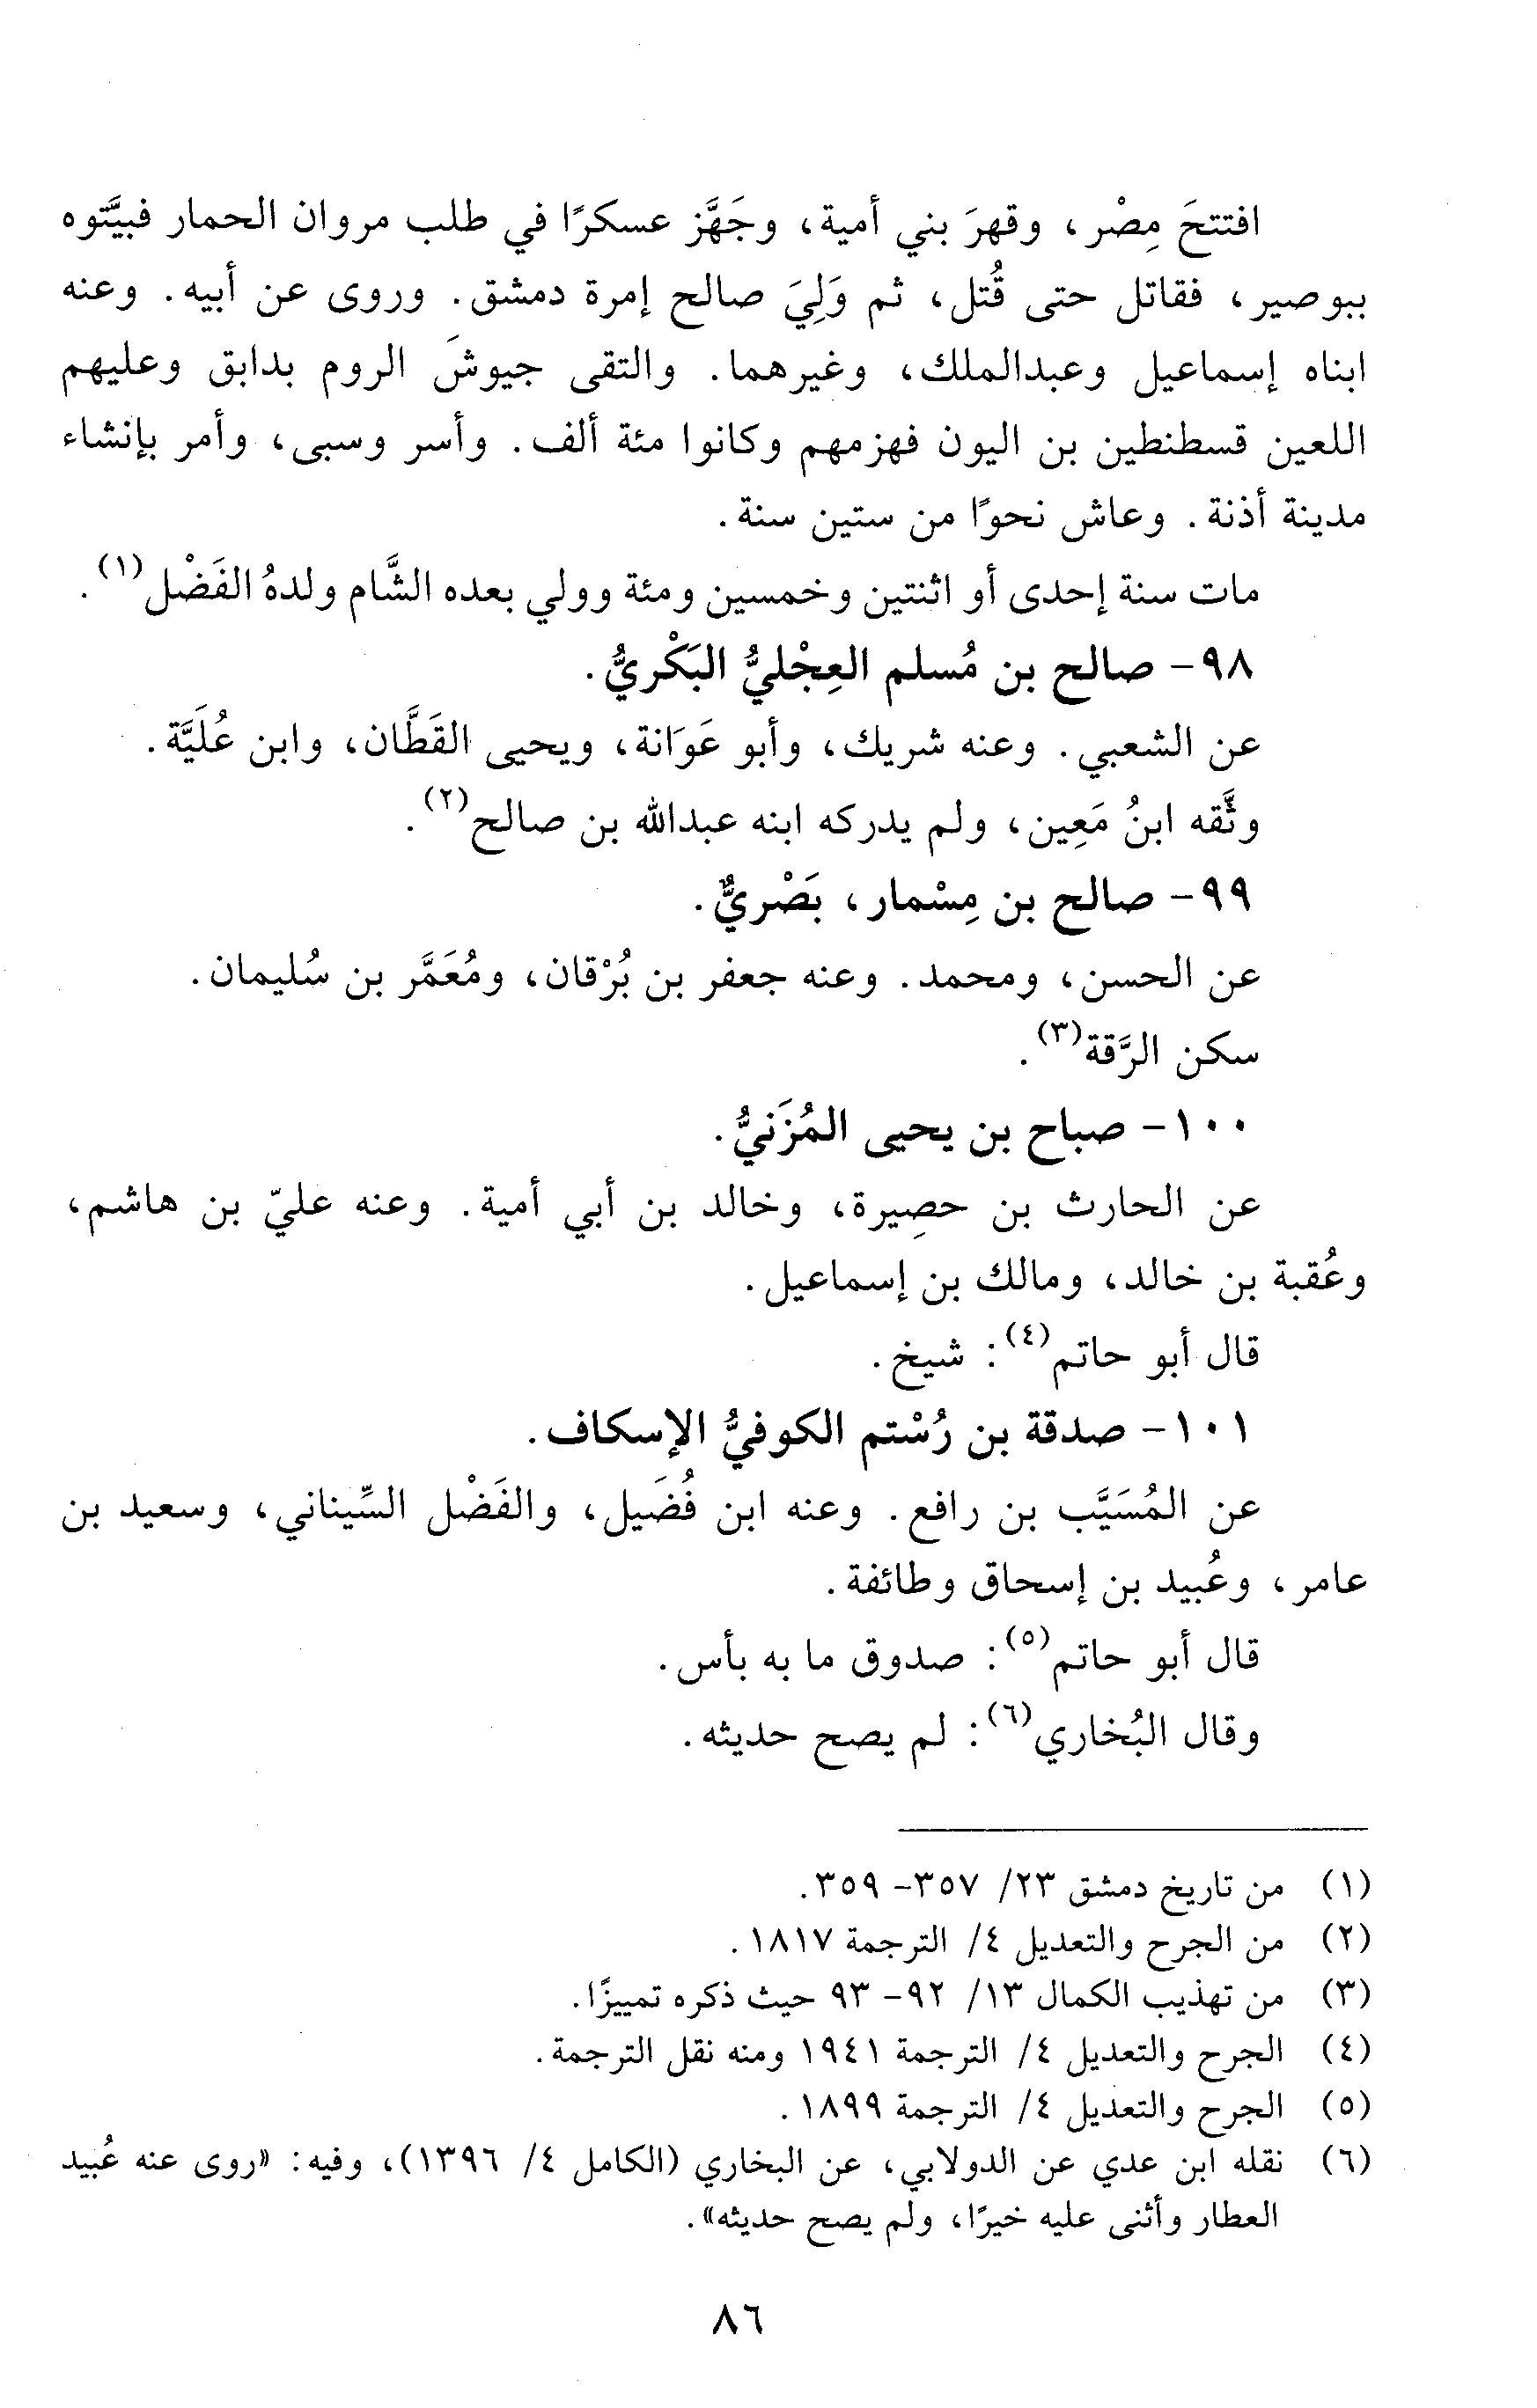 افتتحَ مِصْر، وقهرَ بني أمية، وجَهَّز عسكرًا في طلب مروان الحمار فبيَّتوه
ببوصير، فقاتل حتى قُتل، ثم وَلِيَ صالح إمرة دمشق. وروى عن أبيه. وعنه
ابناه إسماعيل وعبدالملك، وغيرهما. والتقى جيوشَ الروم بدابق وعليهم
اللعين قسطنطين بن اليون فهزمهم وكانوا مئة ألف. وأسر وسبى، وأمر بإنشاء
مدينة أذنة. وعاش نحوًا من ستين سنة.
مات سنة إحدى أو اثنتين وخمسين ومئة وولي بعده الشَّام ولدهُ الفَضْل(١).
٩٨- صالح بن مُسلم العِجْليُّ البَكْريُّ.
عن الشعبي. وعنه شريك، وأبو عَوَانة، ويحيى القَطَّان، وابن عُلَيَّة.
وثَّقه ابنُ مَعِين، ولم يدركه ابنه عبدالله بن صالح(٢).
٩٩- صالح بن مِسْمار، بَصْريٌّ.
عن الحسن، ومحمد. وعنه جعفر بن بُرْقان، ومُعَمَّر بن سُليمان.
سكن الرَّقة(٣).
١٠٠- صباح بن يحيى المُزَنيُّ.
عن الحارث بن حصِيرة، وخالد بن أبي أمية. وعنه عليّ بن هاشم،
وعُقبة بن خالد، ومالك بن إسماعيل.
قال أبو حاتم(٤): شيخ.
١٠١- صدقة بن رُسْتم الكوفيُّ الإسكاف.
عن المُسَيَّب بن رافع. وعنه ابن فُضَيل، والفَضْل السِّيناني، وسعيد بن
عامر، وعُبيد بن إسحاق وطائفة.
قال أبو حاتم(٥): صدوق ما به بأس.
وقال البُخاري(٦): لم يصح حديثه.
(١) من تاريخ دمشق ٢٣/ ٣٥٧- ٣٥٩.
(٢) من الجرح والتعديل ٤/ الترجمة ١٨١٧.
(٣) من تهذيب الكمال ١٣/ ٩٢- ٩٣ حيث ذكره تمييزًا.
(٤) الجرح والتعديل ٤/ الترجمة ١٩٤١ ومنه نقل الترجمة.
(٥) الجرح والتعديل ٤/ الترجمة ١٨٩٩.
(٦) نقله ابن عدي عن الدولابي، عن البخاري (الكامل ٤/ ١٣٩٦)، وفيه: «روى عنه عُبيد
العطار وأثنى عليه خيرًا، ولم يصح حديثه».
٨٦